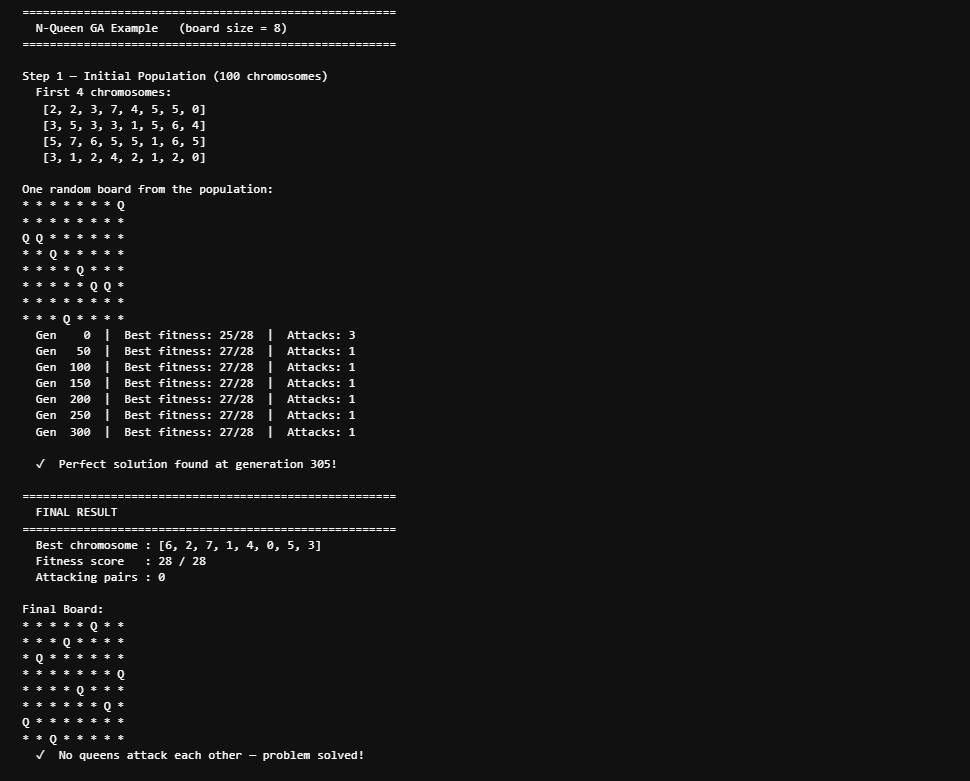 =======================================================
N-Queen GA Example (board size = 8)
=======================================================
Step 1 — Initial Population (100 chromosomes)
First 4 chromosomes:
[2, 2, 3, 7, 4, 5, 5, 0]
[3, 5, 3, 3, 1, 5, 6, 4]
[5, 7, 6, 5, 5, 1, 6, 5]
[3, 1, 2, 4, 2, 1, 2, 0]
One random board from the population:
* * * * * * * Q
* * * * * * * *
Q Q * * * * * *
* * Q * * * * *
* * * * Q * * *
* * * * * Q Q *
* * * * * * * *
* * * Q * * * *
Gen 0 | Best fitness: 25/28 | Attacks: 3
Gen 50 | Best fitness: 27/28 | Attacks: 1
Gen 100 | Best fitness: 27/28 | Attacks: 1
Gen 150 | Best fitness: 27/28 | Attacks: 1
Gen 200 | Best fitness: 27/28 | Attacks: 1
Gen 250 | Best fitness: 27/28 | Attacks: 1
Gen 300 | Best fitness: 27/28 | Attacks: 1
✓ Perfect solution found at generation 305!
=======================================================
FINAL RESULT
=======================================================
Best chromosome : [6, 2, 7, 1, 4, 0, 5, 3]
Fitness score : 28 / 28
Attacking pairs : 0
Final Board:
* * * * * Q * *
* * * Q * * * *
* Q * * * * * *
* * * * * * * Q
* * * * Q * * *
* * * * * * Q *
Q * * * * * * *
* * Q * * * * *
✓ No queens attack each other — problem solved!